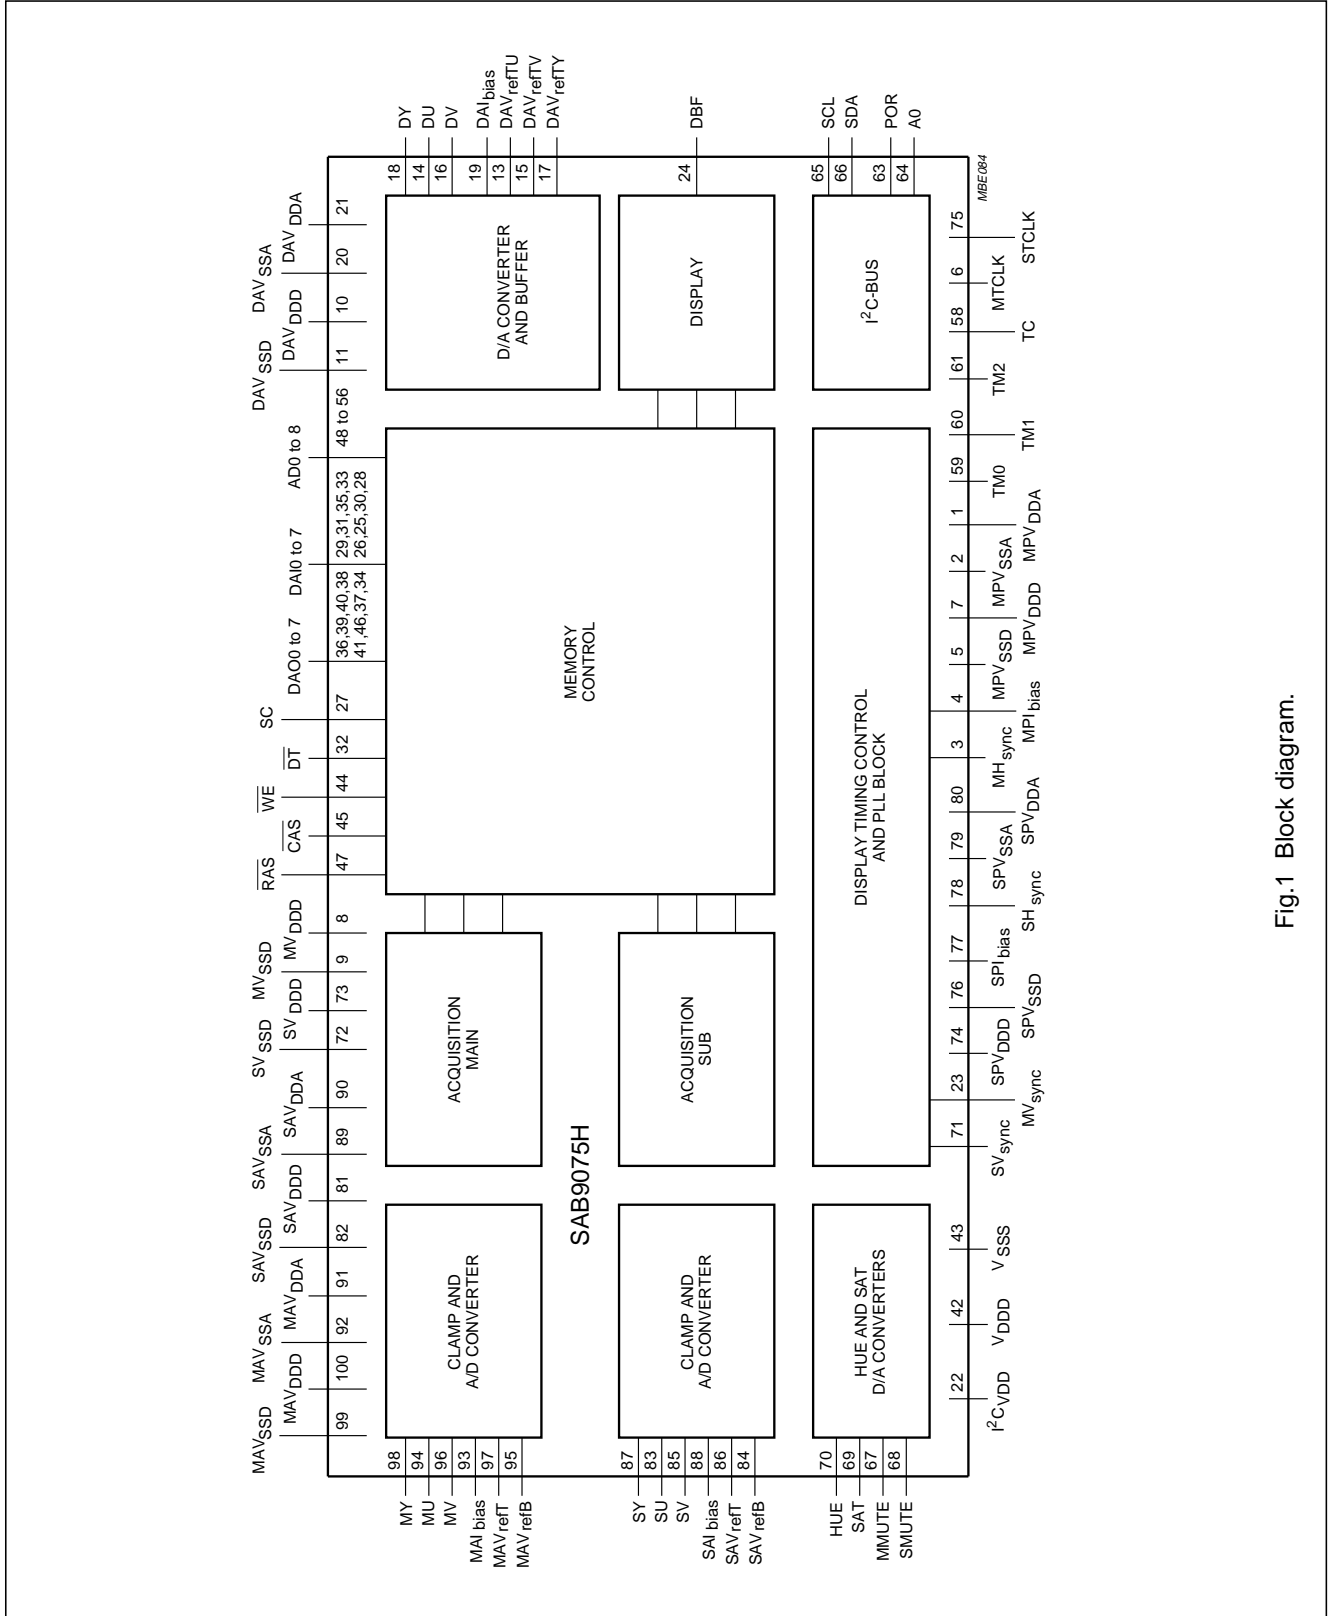 MAVSSD
99
MAVDDD
100
MAVSSA
92
MAVDDA
91
SAVSSD
82
SAVDDD
81
SAVSSA
89
SAVDDA
90
SVSSD
72
SVDDD
73
MVSSD
9
MVDDD
8
RAS
47
CAS
45
WE
44
DT
32
SC
27
DAO0 to 7
36,39,40,38
41,46,37,34
DAI0 to 7
29,31,35,33
26,25,30,28
AD0 to 8
48 to 56
DAVSSD
11
DAVDDD
10
DAVSSA
20
DAVDDA
21
MY 98
MU 94
MV 96
MAIbias 93
MAVrefT 97
MAVrefB 95
CLAMP AND
A/D CONVERTER
ACQUISITION
MAIN
MEMORY
CONTROL
D/A CONVERTER
AND BUFFER
18 DY
14 DU
16 DV
19 DAIbias
13 DAVrefTU
15 DAVrefTV
17 DAVrefTY
SAB9075H
SY 87
SU 83
SV 85
SAIbias 88
SAVrefT 86
SAVrefB 84
CLAMP AND
A/D CONVERTER
ACQUISITION
SUB
DISPLAY
24 DBF
HUE 70
SAT 69
MMUTE 67
SMUTE 68
HUE AND SAT
D/A CONVERTERS
DISPLAY TIMING CONTROL
AND PLL BLOCK
I2C-BUS
65 SCL
66 SDA
63 POR
64 A0
22
I2CVDD
42
VDDD
43
VSSS
71
SVsync
23
MVsync
74
SPVDDD
76
SPVSSD
77
SPIbias
78
SHsync
79
SPVSSA
80
SPVDDA
3
MHsync
4
MPIbias
5
MPVSSD
7
MPVDDD
2
MPVSSA
1
MPVDDA
59
TM0
60
TM1
61
TM2
58
TC
6
MTCLK
75
STCLK
MBE084
Fig.1 Block diagram.